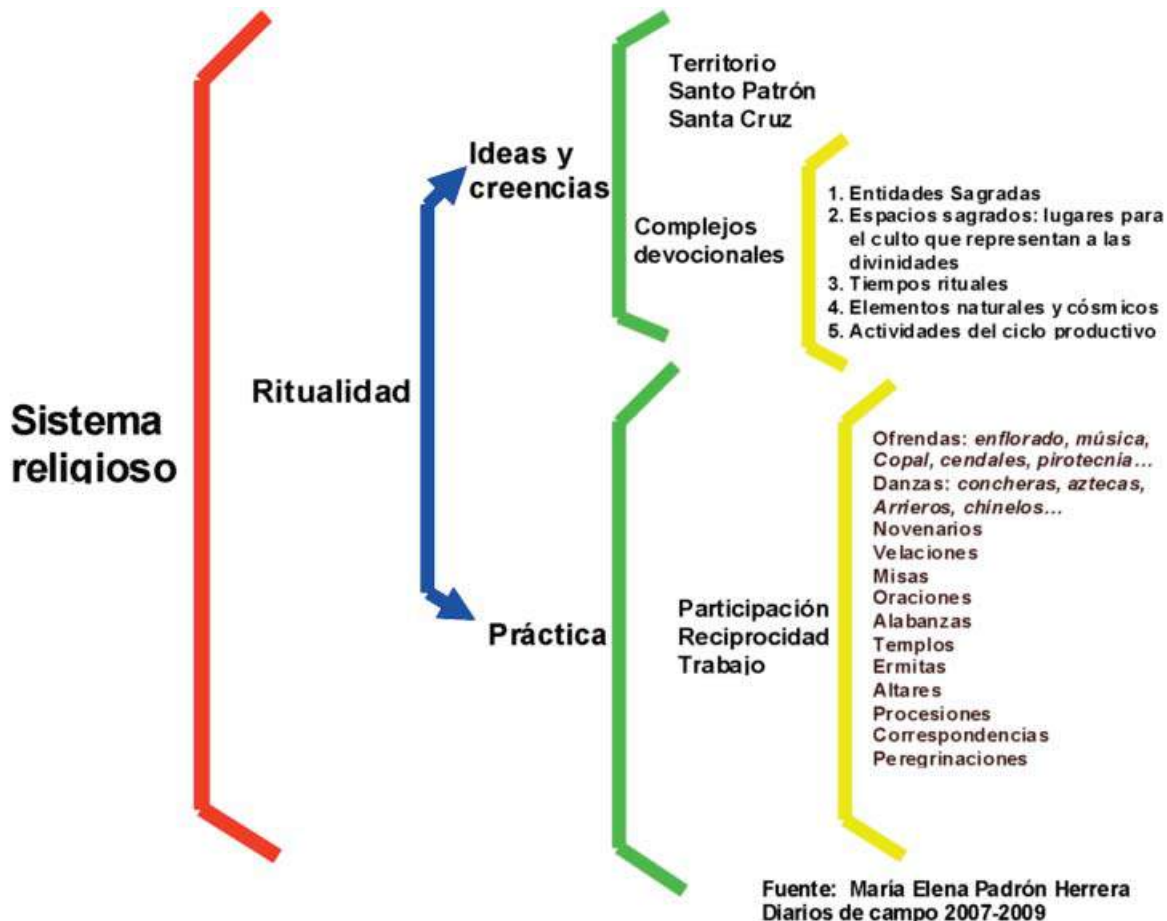 Sistema
religioso
Ritualidad
Ideas y
creencias
Territorio
Santo Patrón
Santa Cruz
Complejos
devocionales
1. Entidades Sagradas
2. Espacios sagrados: lugares para
el culto que representan a las
divinidades
3. Tiempos rituales
4. Elementos naturales y cósmicos
5. Actividades del ciclo productivo
Práctica
Participación
Reciprocidad
Trabajo
Ofrendas: enflorado, música,
Copal, cendales, pirotecnia...
Danzas: concheras, aztecas,
Arrieros, chinelos...
Novenarios
Velaciones
Misas
Oraciones
Alabanzas
Templos
Ermitas
Altares
Procesiones
Correspondencias
Peregrinaciones
Fuente: María Elena Padrón Herrera
Diarios de campo 2007-2009